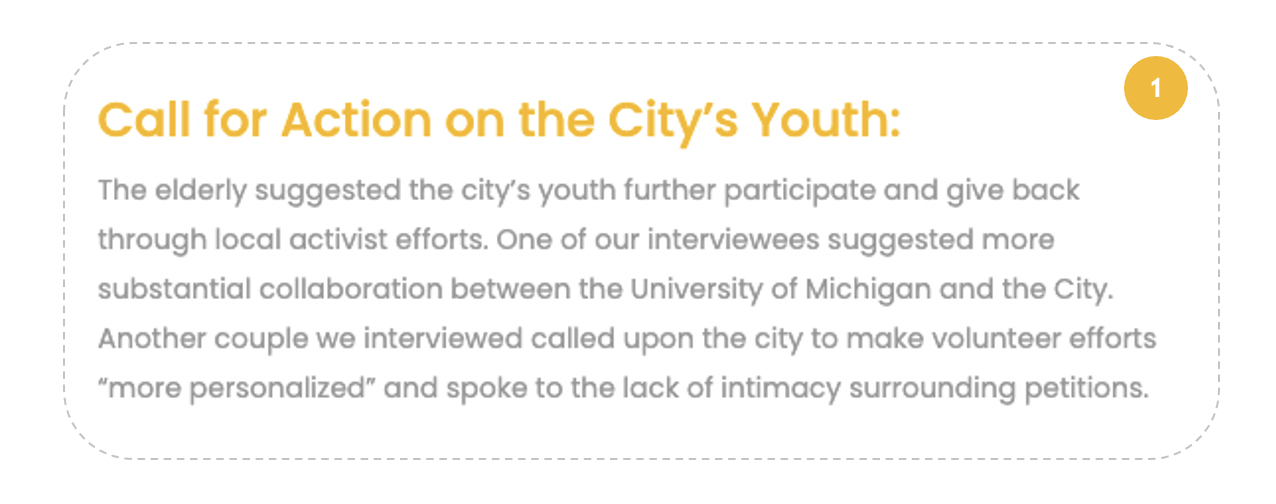 1
Call for Action on the City’s Youth:
The elderly suggested the city’s youth further participate and give back
through local activist efforts. One of our interviewees suggested more
substantial collaboration between the University of Michigan and the City.
Another couple we interviewed called upon the city to make volunteer efforts
“more personalized” and spoke to the lack of intimacy surrounding petitions.